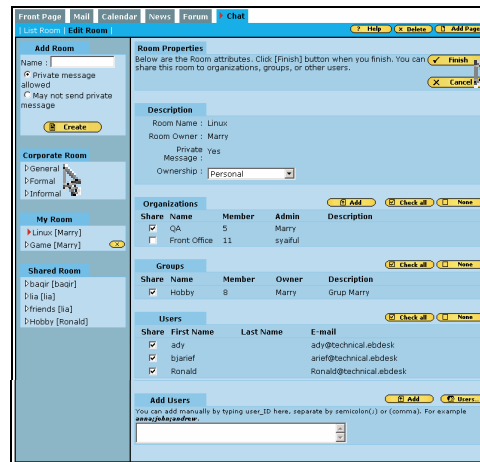 Front Page Mail Calendar News Forum Chat
List Room Edit Room Help Delete Add Page
Add Room
Name :
Private message allowed
May not send private message
Create
Corporate Room
General
Formal
Informal
My Room
Linux [Marry]
Game [Marry]
Shared Room
baqir [baqir]
lia [lia]
friends [lia]
Hobby [Ronald]
Room Properties
Below are the Room attributes. Click [Finish] button when you finish. You can
share this room to organizations, groups, or other users.
Finish
Cancel
Description
Room Name : Linux
Room Owner : Marry
Private
Message : Yes
Ownership : Personal
Organizations Add Check all None
Share Name Member Admin Description
QA 5 Marry
Front Office 11 syaiful
Groups Check all None
Share Name Member Owner Description
Hobby 8 Marry Grup Marry
Users Check all None
Share First Name Last Name E-mail
ady ady@technical.ebdesk
bjarief arief@technical.ebdesk
Ronald Ronald@technical.ebdesk
Add Users Add Users..
You can add manually by typing user_ID here, separate by semicolon(;) or (comma). For example
anna;john;andrew.